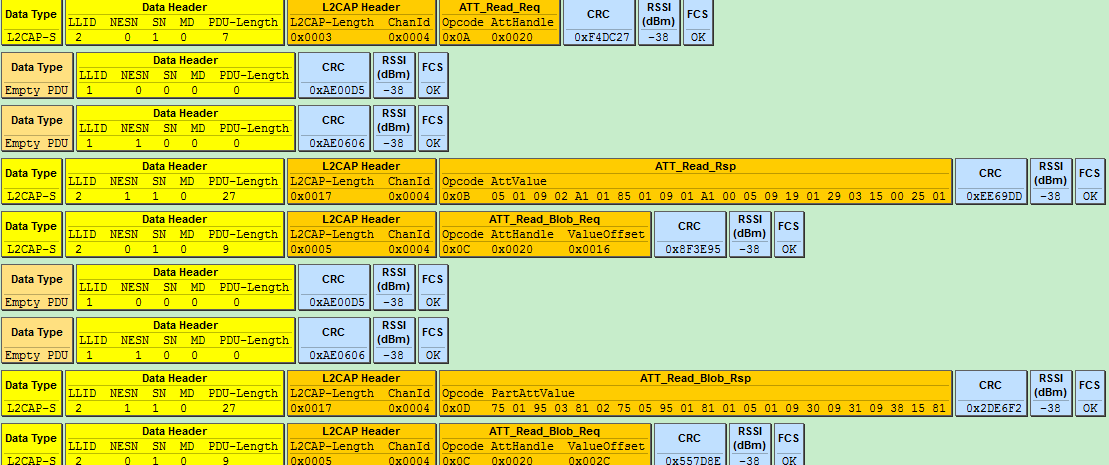 Data Type Data Header L2CAP Header ATT_Read_Req CRC RSSI (dBm) FCS
LLID NESN SN MD PDU-Length L2CAP-Length ChanId Opcode AttHandle
L2CAP-S 2 0 1 0 7 0x0003 0x0004 0x0A 0x0020 0xF4DC27 -38 OK
Data Type Data Header CRC RSSI (dBm) FCS
LLID NESN SN MD PDU-Length
Empty PDU 1 0 0 0 0 0xAE00D5 -38 OK
Data Type Data Header CRC RSSI (dBm) FCS
LLID NESN SN MD PDU-Length
Empty PDU 1 1 0 0 0 0xAE0606 -38 OK
Data Type Data Header L2CAP Header ATT_Read_Rsp CRC RSSI (dBm) FCS
LLID NESN SN MD PDU-Length L2CAP-Length ChanId Opcode AttValue
L2CAP-S 2 1 1 0 27 0x0017 0x0004 0x0B 05 01 09 02 A1 01 85 01 09 01 A1 00 05 09 19 01 29 03 15 00 25 01 0xEE69DD -38 OK
Data Type Data Header L2CAP Header ATT_Read_Blob_Req CRC RSSI (dBm) FCS
LLID NESN SN MD PDU-Length L2CAP-Length ChanId Opcode AttHandle ValueOffset
L2CAP-S 2 0 1 0 9 0x0005 0x0004 0x0C 0x0020 0x0016 0x8F3E95 -38 OK
Data Type Data Header CRC RSSI (dBm) FCS
LLID NESN SN MD PDU-Length
Empty PDU 1 0 0 0 0 0xAE00D5 -38 OK
Data Type Data Header CRC RSSI (dBm) FCS
LLID NESN SN MD PDU-Length
Empty PDU 1 1 0 0 0 0xAE0606 -38 OK
Data Type Data Header L2CAP Header ATT_Read_Blob_Rsp CRC RSSI (dBm) FCS
LLID NESN SN MD PDU-Length L2CAP-Length ChanId Opcode PartAttValue
L2CAP-S 2 1 1 0 27 0x0017 0x0004 0x0D 75 01 95 03 81 02 75 05 95 01 81 01 05 01 09 30 09 31 09 38 15 81 0x2DE6F2 -38 OK
Data Type Data Header L2CAP Header ATT_Read_Blob_Req CRC RSSI (dBm) FCS
LLID NESN SN MD PDU-Length L2CAP-Length ChanId Opcode AttHandle ValueOffset
L2CAP-S 2 0 1 0 9 0x0005 0x0004 0x0C 0x0020 0x002C 0x557D8E -38 OK